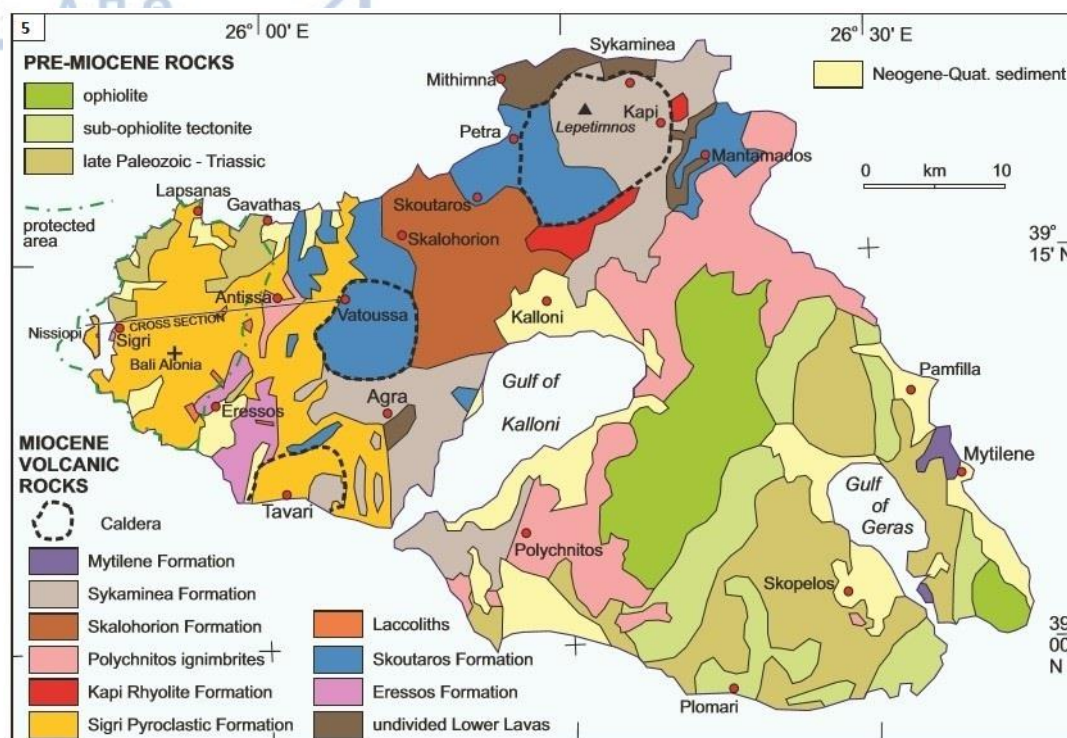 5
26° 00' E
26° 30' E
PRE-MIOCENE ROCKS
ophiolite
sub-ophiolite tectonite
late Paleozoic - Triassic
Neogene-Quat. sediment
0 km 10
39°
15' N
39
00
N
protected
area
Sykaminea
Mithimna
Kapi
Lepetimnos
Petra
Mantamados
Lapsanas
Gavathas
Skoutaros
Skalohorion
Antissa
Vatoussa
Kalloni
Nissiopi
CROSS SECTION
Sigri
Bali Alonia
Eressos
Agra
Gulf of
Kalloni
Pamfilla
Mytilene
Gulf
of
Geras
Tavari
Polychnitos
Skopelos
Plomari
MIOCENE
VOLCANIC
ROCKS
Caldera
Mytilene Formation
Sykaminea Formation
Skalohorion Formation
Polychnitos ignimbrites
Kapi Rhyolite Formation
Sigri Pyroclastic Formation
Laccoliths
Skoutaros Formation
Eressos Formation
undivided Lower Lavas